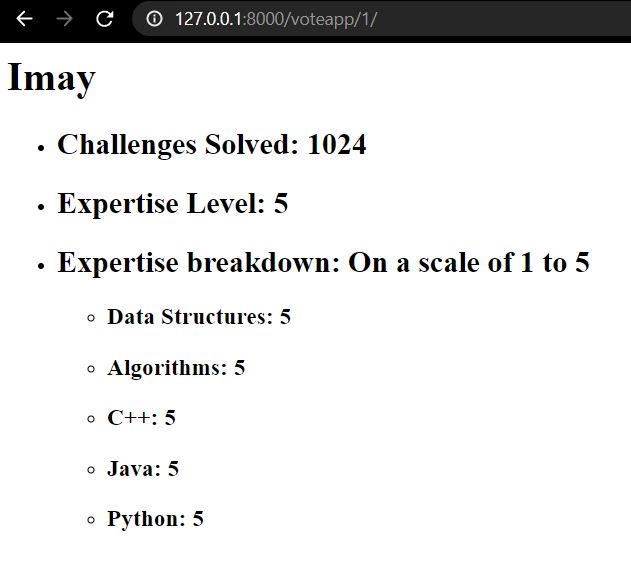 127.0.0.1:8000/voteapp/1/
Imay
Challenges Solved: 1024
Expertise Level: 5
Expertise breakdown: On a scale of 1 to 5
Data Structures: 5
Algorithms: 5
C++: 5
Java: 5
Python: 5